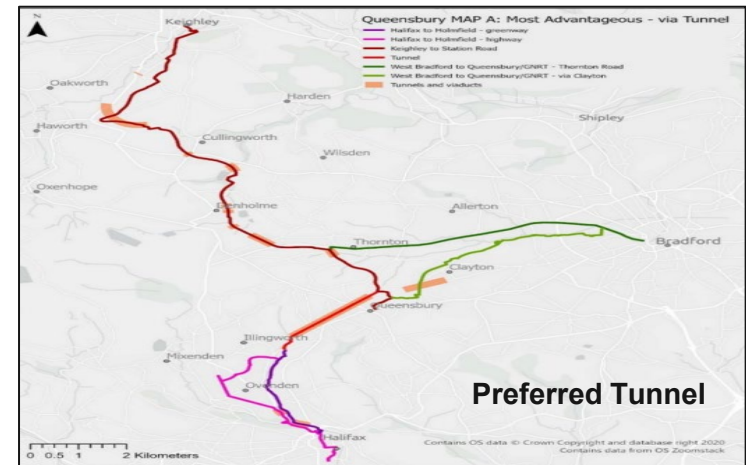 Queensbury MAP A: Most Advantageous - via Tunnel
Halifax to Holmfield - greenway
Halifax to Holmfield - highway
Keighley to Station Road
Tunnel
West Bradford to Queensbury/GNRT - Thornton Road
West Bradford to Queensbury/GNRT - via Clayton
Tunnels and viaducts
N
Keighley
Oakworth
Harden
Haworth
Shipley
Cullingworth
Wilsden
Oxenhope
Denholme
Allerton
Thornton
Bradford
Clayton
Queensbury
Illingworth
Mixenden
Ovenden
Preferred Tunnel
Halifax
0 0.5 1 2 Kilometers
Contains OS data © Crown Copyright and database right 2020
Contains data from OS Zoomstack